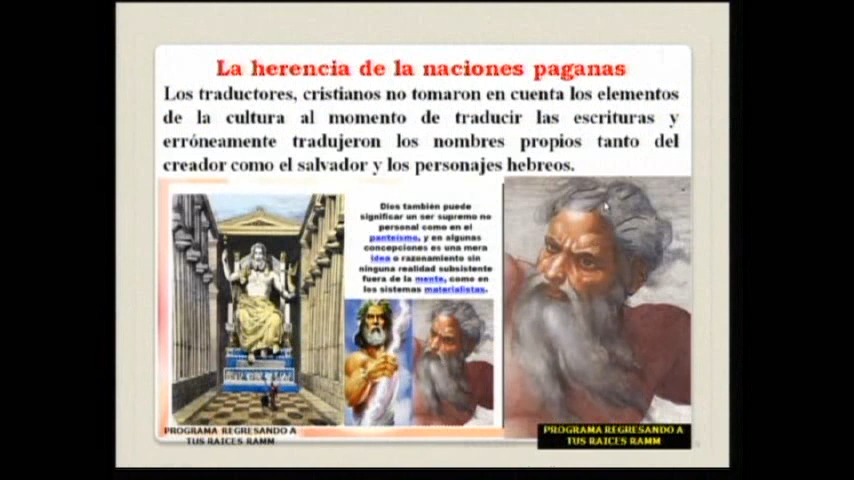 La herencia de la naciones paganas
Los traductores, cristianos no tomaron en cuenta los elementos
de la cultura al momento de traducir las escrituras y
erróneamente tradujeron los nombres propios tanto del
creador como el salvador y los personajes hebreos.
Dios también puede
significar un ser supremo no
personal como en el
panteísmo, y en algunas
concepciones es una mera
idea o razonamiento sin
ninguna realidad subsistente
fuera de la mente, como en
los sistemas materialistas.
PROGRAMA REGRESANDO A
TUS RAICES RAMM
PROGRAMA REGRESANDO A
TUS RAICES RAMM